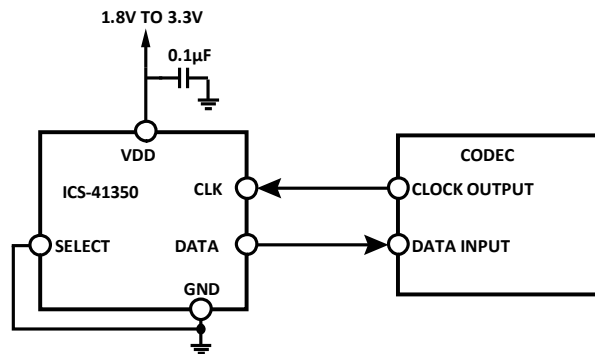 1.8V TO 3.3V
0.1µF
VDD
CODEC
ICS-41350
CLK
CLOCK OUTPUT
SELECT
DATA
DATA INPUT
GND